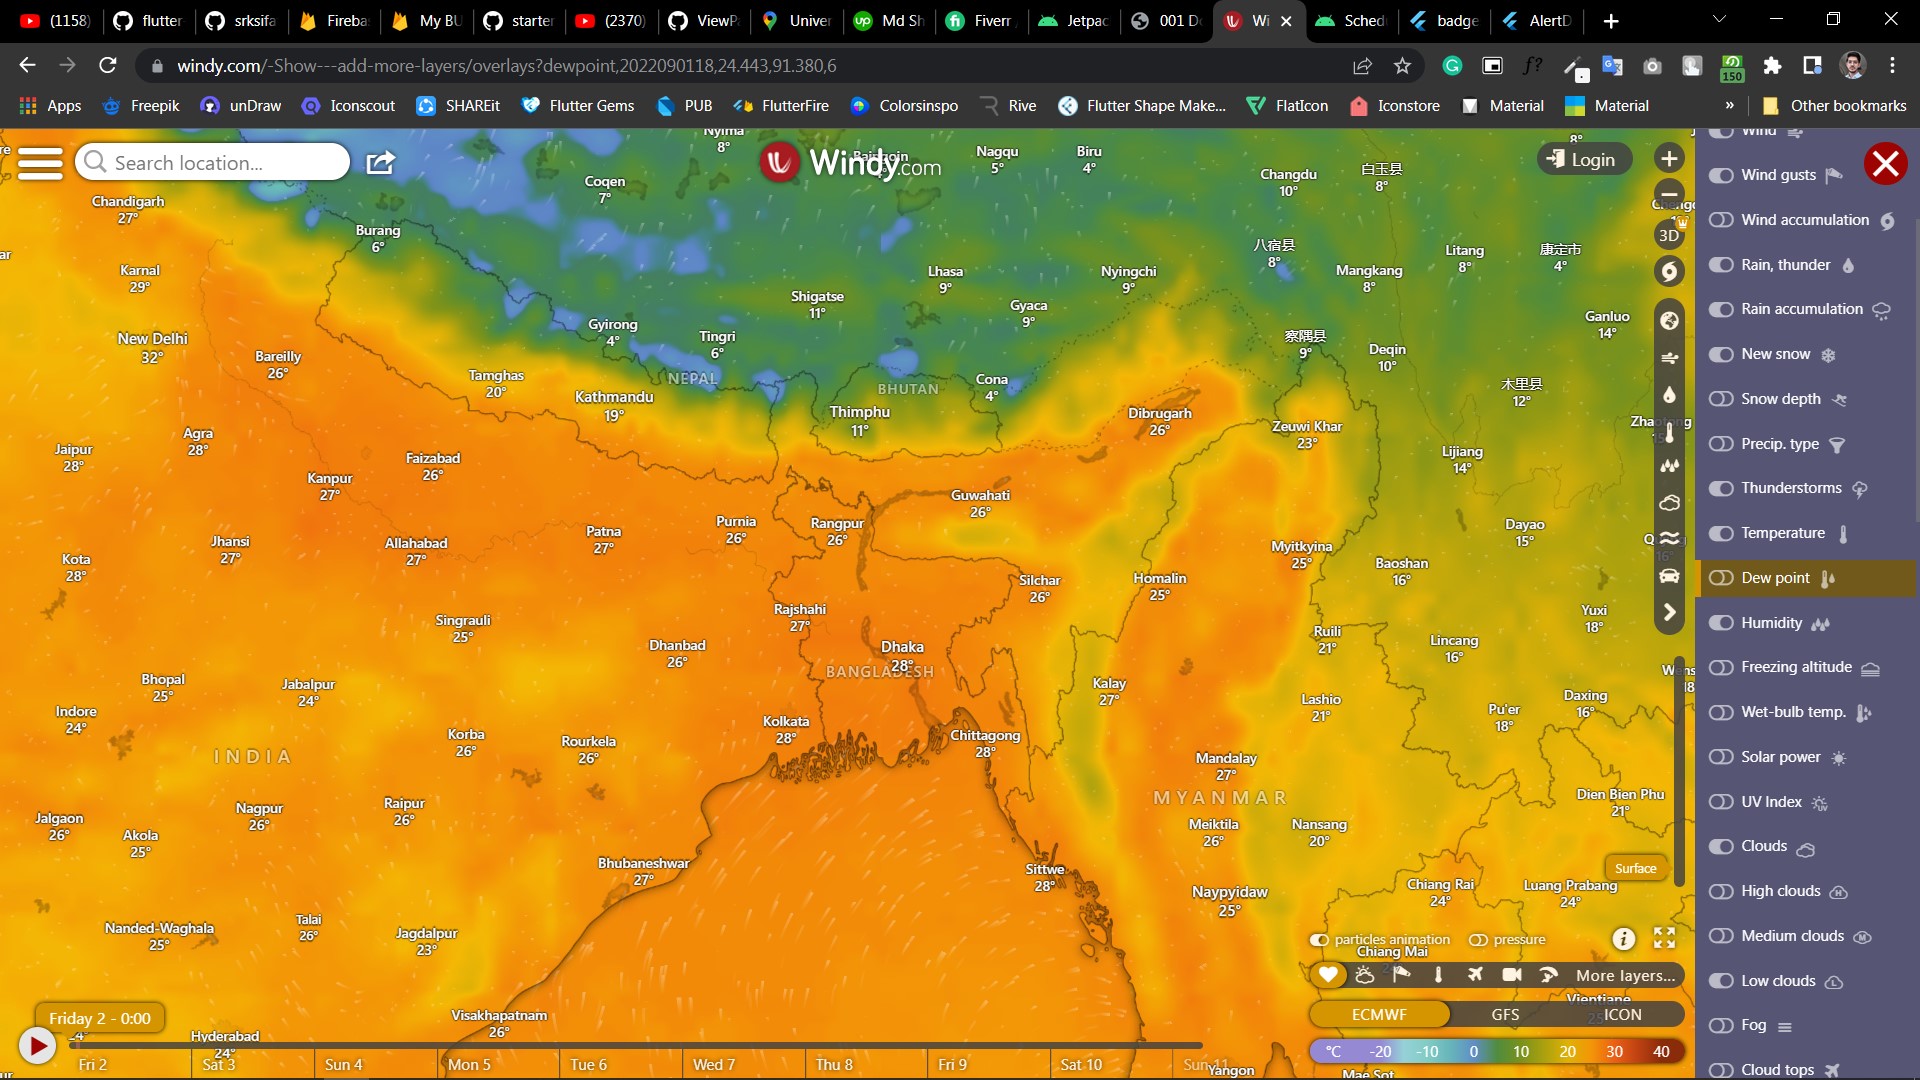 (1158)
flutter
srksifa
Fireba
My BU
starter
(2370)
ViewP
Univer
Md Sh
Fiverr
Jetpac
001 D
Wi
Sched
badge
AlertD
windy.com/-Show---add-more-layers/overlays?dewpoint,2022090118,24.443,91.380,6
150
Apps
Freepik
unDraw
Iconscout
SHAREit
Flutter Gems
PUB
FlutterFire
Colorsinspo
Rive
Flutter Shape Make...
FlatIcon
Iconstore
Material
Material
»
Other bookmarks
Search location...
Windy.com
Login
3D
Nyima
8°
Coqen
7°
Nagqu
5°
Biru
4°
Changdu
10°
白玉县
8°
8°
Chandigarh
27°
Burang
6°
Karnal
29°
Lhasa
9°
Nyingchi
9°
八宿县
8°
Mangkang
8°
Litang
8°
康定市
4°
Shigatse
11°
Gyaca
9°
Gyirong
4°
Tingri
6°
察隅县
9°
Deqin
10°
Ganluo
14°
New Delhi
32°
Bareilly
26°
Tamghas
20°
NEPAL
Kathmandu
19°
BHUTAN
Thimphu
11°
Cona
4°
Dibrugarh
26°
Zeuwi Khar
23°
木里县
12°
Lijiang
14°
Jaipur
28°
Agra
28°
Kanpur
27°
Faizabad
26°
Guwahati
26°
Kota
28°
Jhansi
27°
Allahabad
27°
Patna
27°
Purnia
26°
Rangpur
26°
Silchar
26°
Homalin
25°
Myitkyina
25°
Baoshan
16°
Dayao
15°
Yuxi
18°
Singrauli
25°
Dhanbad
26°
Rajshahi
27°
Dhaka
28°
BANGLADESH
Ruili
21°
Lincang
16°
Bhopal
25°
Jabalpur
24°
Indore
24°
Korba
26°
Rourkela
26°
Kolkata
28°
Chittagong
28°
Kalay
27°
Lashio
21°
Pu'er
18°
Daxing
16°
INDIA
Mandalay
27°
MYANMAR
Dien Bien Phu
21°
Jalgaon
26°
Akola
25°
Nagpur
26°
Raipur
26°
Meiktila
26°
Nansang
20°
Bhubaneshwar
27°
Sittwe
28°
Naypyidaw
25°
Chiang Rai
24°
Luang Prabang
24°
Nanded-Waghala
25°
Talai
26°
Jagdalpur
23°
Chiang Mai
Visakhapatnam
26°
Hyderabad
24°
Vientiane
Yangon
Mae Sot
Surface
particles animation
pressure
More layers...
ECMWF
GFS
ICON
°C -20 -10 0 10 20 30 40
Friday 2 - 0:00
Fri 2
Sat 3
Sun 4
Mon 5
Tue 6
Wed 7
Thu 8
Fri 9
Sat 10
Sun 11
Wind
Wind gusts
Wind accumulation
Rain, thunder
Rain accumulation
New snow
Snow depth
Precip. type
Thunderstorms
Temperature
Dew point
Humidity
Freezing altitude
Wet-bulb temp.
Solar power
UV Index
Clouds
High clouds
Medium clouds
Low clouds
Fog
Cloud tops